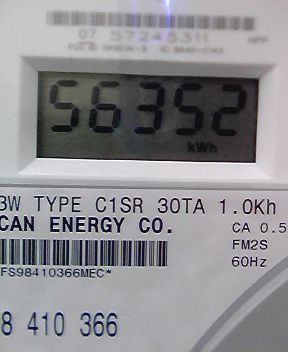 07 57245311
56352
kWh
3W TYPE C1SR 30TA 1.0Kh
CAN ENERGY CO.
CA 0.5
FM2S
60Hz
FS98410366MEC*
8 410 366